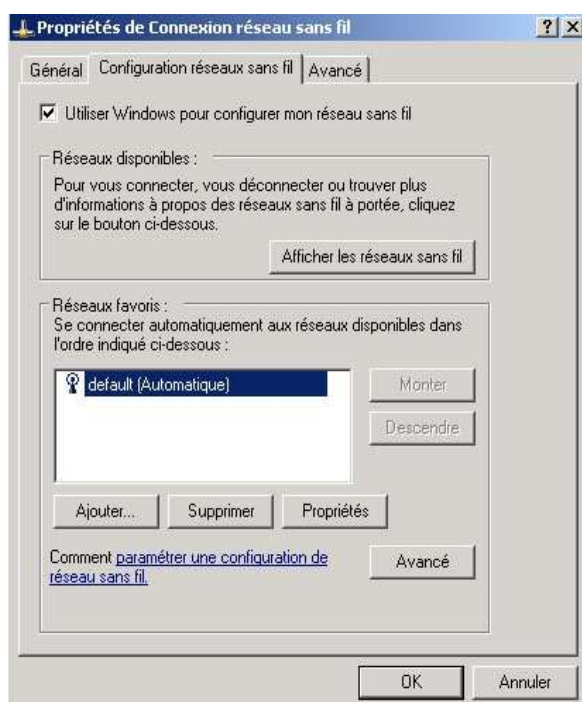 Propriétés de Connexion réseau sans fil
Général
Configuration réseaux sans fil
Avancé
Utiliser Windows pour configurer mon réseau sans fil
Réseaux disponibles :
Pour vous connecter, vous déconnecter ou trouver plus
d'informations à propos des réseaux sans fil à portée, cliquez
sur le bouton ci-dessous.
Afficher les réseaux sans fil
Réseaux favoris :
Se connecter automatiquement aux réseaux disponibles dans
l'ordre indiqué ci-dessous :
default (Automatique)
Monter
Descendre
Ajouter...
Supprimer
Propriétés
Comment paramétrer une configuration de
réseau sans fil.
Avancé
OK
Annuler